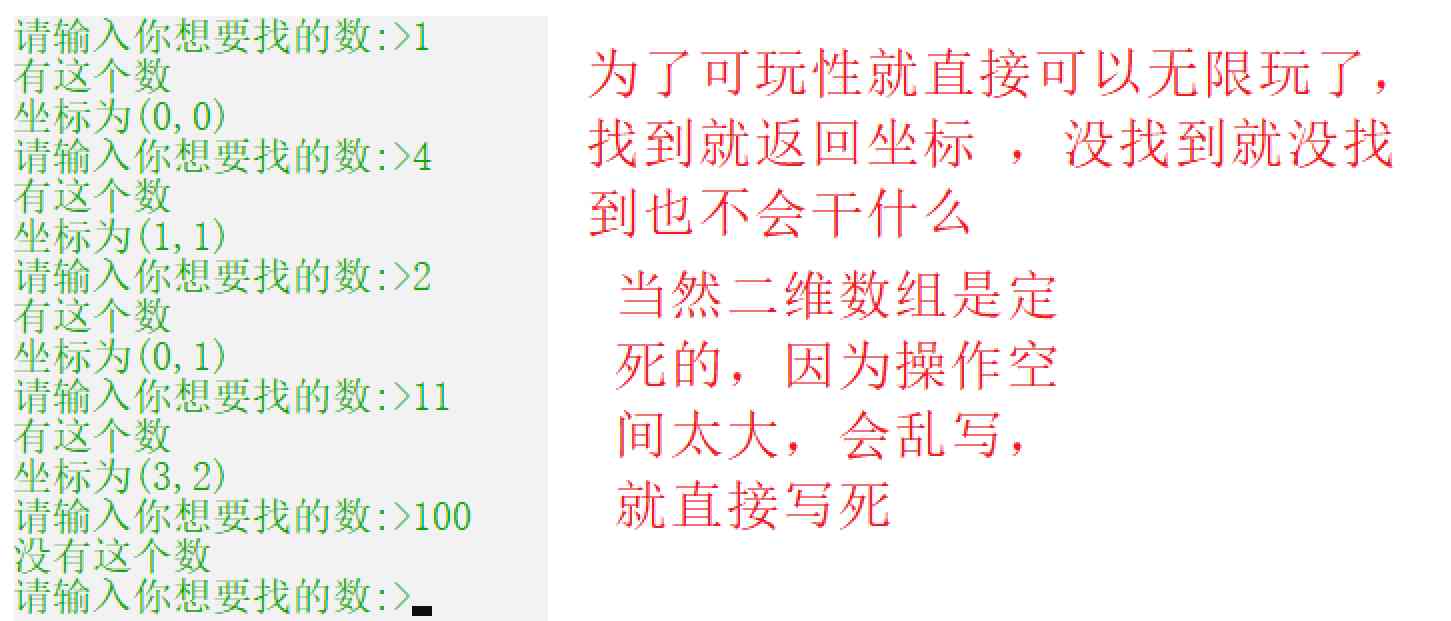 请输入你想要找的数:>1
有这个数
坐标为(0,0)
请输入你想要找的数:>4
有这个数
坐标为(1,1)
请输入你想要找的数:>2
有这个数
坐标为(0,1)
请输入你想要找的数:>11
有这个数
坐标为(3,2)
请输入你想要找的数:>100
没有这个数
请输入你想要找的数:>
为了可玩性就直接可以无限玩了，
找到就返回坐标 ，没找到就没找
到也不会干什么
当然二维数组是定
死的，因为操作空
间太大，会乱写，
就直接写死